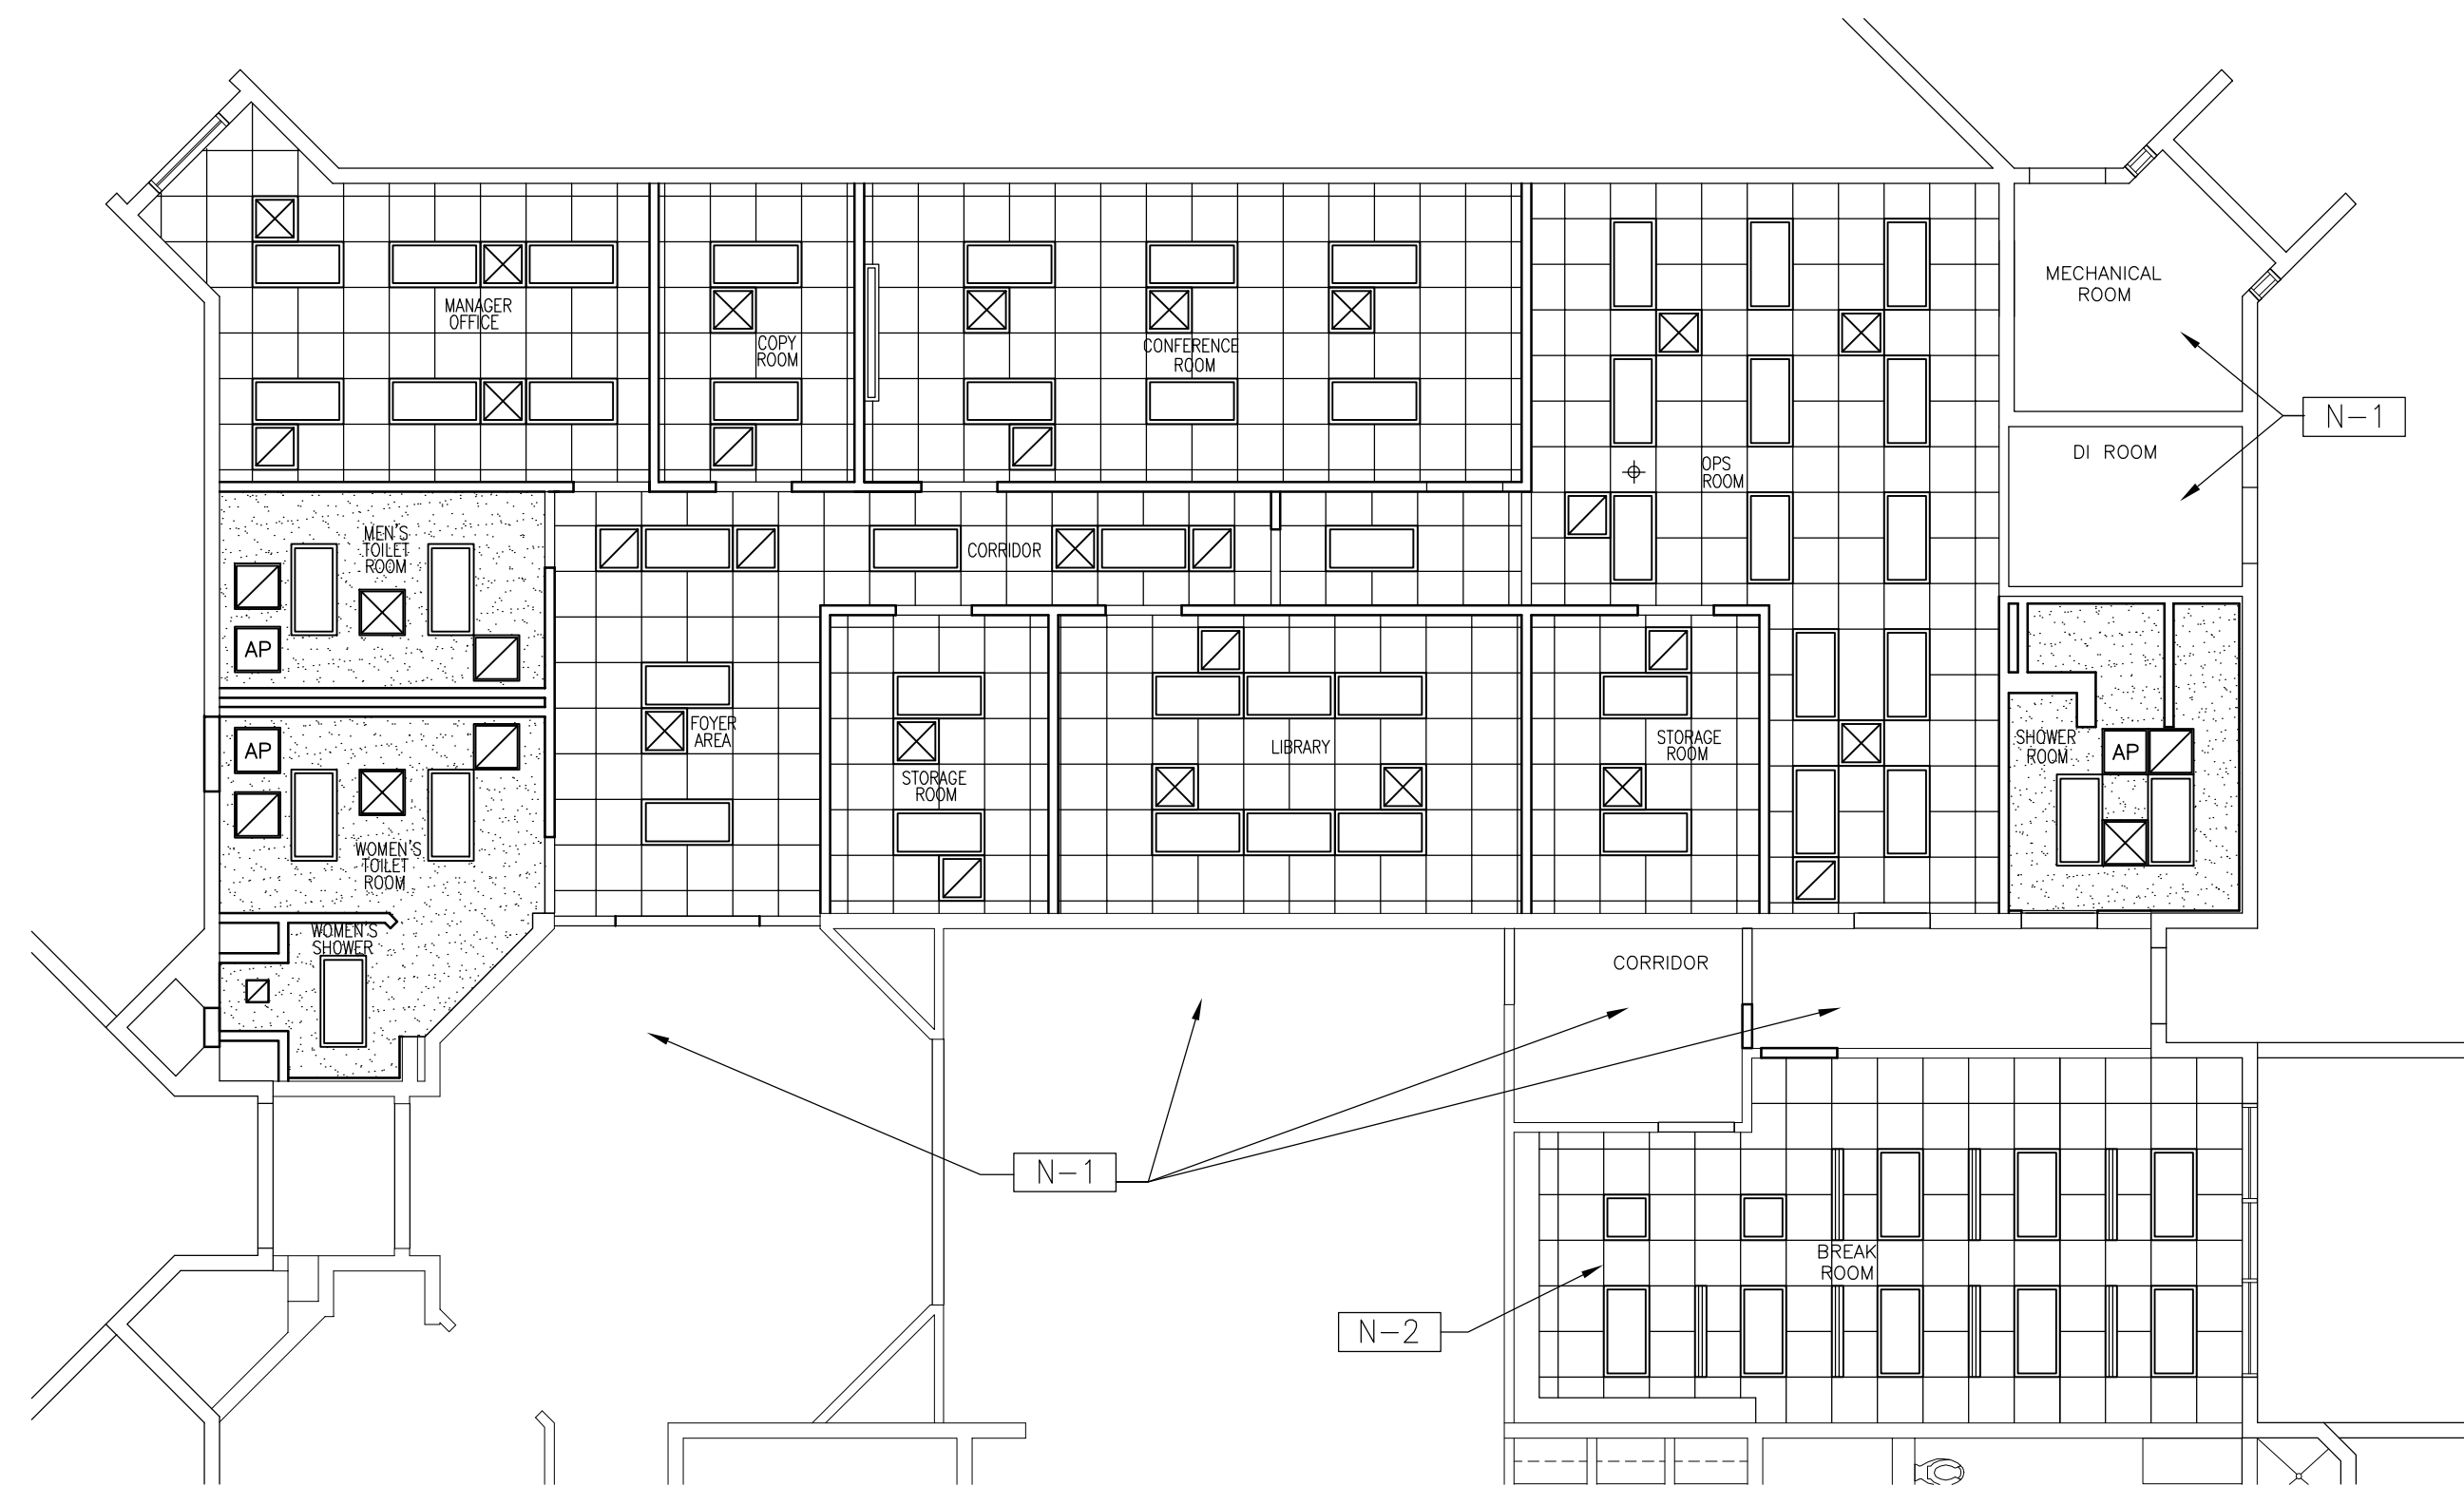 MECHANICAL
ROOM
MANAGER
OFFICE
COPY
ROOM
CONFERENCE
ROOM
N-1
DI ROOM
OPS
ROOM
MEN'S
TOILET
ROOM
CORRIDOR
AP
FOYER
AREA
LIBRARY
STORAGE
ROOM
SHOWER
ROOM
AP
AP
STORAGE
ROOM
WOMEN'S
TOILET
ROOM
WOMEN'S
SHOWER
CORRIDOR
N-1
BREAK
ROOM
N-2